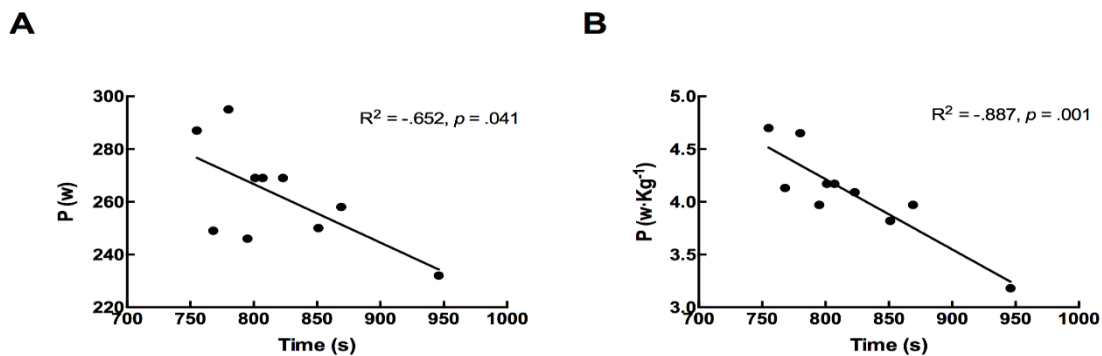 A
R² = -.652, p = .041
P (w)
300
280
260
240
220
700 750 800 850 900 950 1000
Time (s)
B
R² = -.887, p = .001
P (w·Kg⁻¹)
5.0
4.5
4.0
3.5
3.0
700 750 800 850 900 950 1000
Time (s)